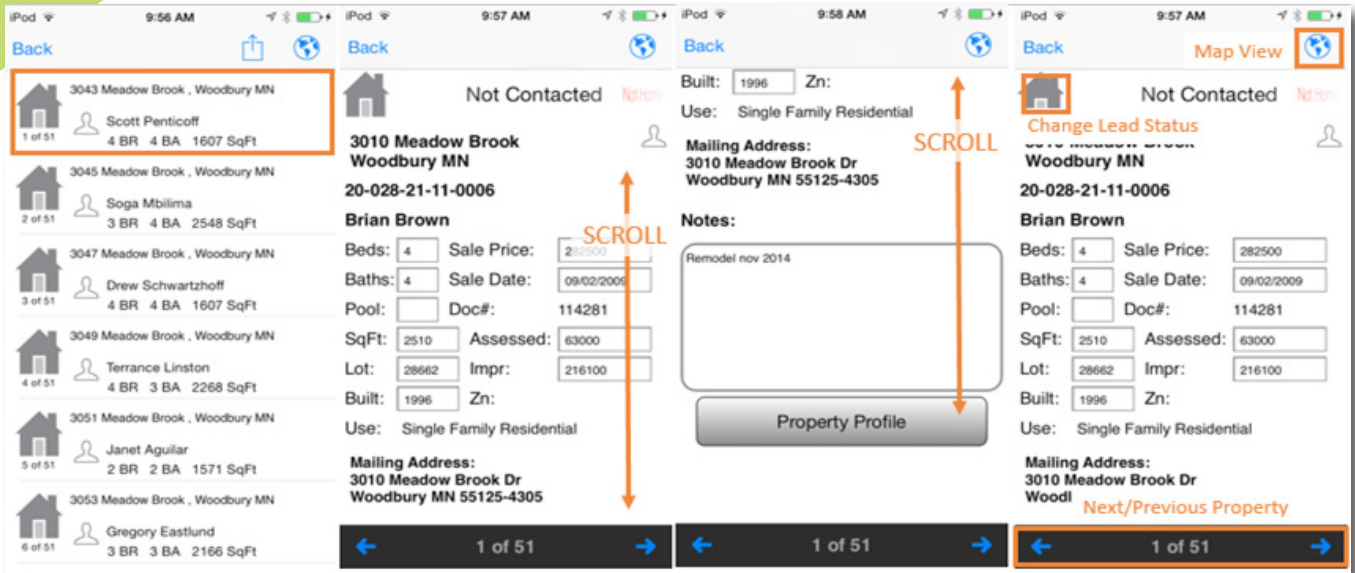 iPod 9:56 AM
Back
3043 Meadow Brook , Woodbury MN
Scott Penticoff
1 of 51
4 BR 4 BA 1607 SqFt
3045 Meadow Brook , Woodbury MN
Soga Mbilima
2 of 51
3 BR 4 BA 2548 SqFt
3047 Meadow Brook , Woodbury MN
Drew Schwartzhoff
3 of 51
4 BR 4 BA 1607 SqFt
3049 Meadow Brook , Woodbury MN
Terrance Linston
4 of 51
4 BR 3 BA 2268 SqFt
3051 Meadow Brook , Woodbury MN
Janet Aguilar
5 of 51
2 BR 2 BA 1571 SqFt
3053 Meadow Brook , Woodbury MN
Gregory Eastlund
6 of 51
3 BR 3 BA 2166 SqFt
iPod 9:57 AM
Back
Not Contacted Not Home
3010 Meadow Brook
Woodbury MN
20-028-21-11-0006
Brian Brown
SCROLL
Beds: 4 Sale Price: 282500
Baths: 4 Sale Date: 09/02/2009
Pool: Doc#: 114281
SqFt: 2510 Assessed: 63000
Lot: 28662 Impr: 216100
Built: 1996 Zn:
Use: Single Family Residential
Mailing Address:
3010 Meadow Brook Dr
Woodbury MN 55125-4305
1 of 51
iPod 9:58 AM
Back
Built: 1996 Zn:
Use: Single Family Residential
SCROLL
Mailing Address:
3010 Meadow Brook Dr
Woodbury MN 55125-4305
Notes:
Remodel nov 2014
Property Profile
1 of 51
iPod 9:57 AM
Back Map View
Not Contacted Not Home
Change Lead Status
Woodbury MN
20-028-21-11-0006
Brian Brown
Beds: 4 Sale Price: 282500
Baths: 4 Sale Date: 09/02/2009
Pool: Doc#: 114281
SqFt: 2510 Assessed: 63000
Lot: 28662 Impr: 216100
Built: 1996 Zn:
Use: Single Family Residential
Mailing Address:
3010 Meadow Brook Dr
Next/Previous Property
1 of 51